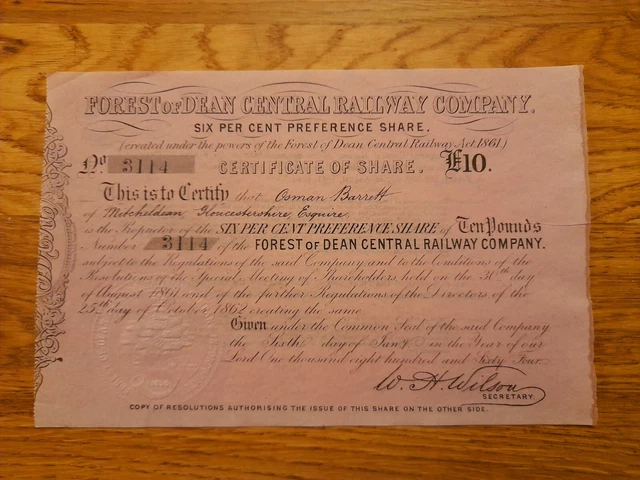 FOREST OF DEAN CENTRAL RAILWAY COMPANY.
SIX PER CENT PREFERENCE SHARE.
(created under the powers of the Forest of Dean Central Railway Act 1861)
No 3114 CERTIFICATE OF SHARE. £10.
This is to Certify that Osman Barrett
of Mitcheldean, Gloucestershire, Esquire,
is the Proprietor of the SIX PER CENT PREFERENCE SHARE of Ten Pounds
Number 3114 of the FOREST OF DEAN CENTRAL RAILWAY COMPANY.
subject to the Regulations of the said Company and to the Conditions of the
Resolutions of the Special Meeting of Shareholders, held on the 30th day
of August 1861 and of the further Regulations of the Directors of the
25th day of October 1862 creating the same
Given under the Common Seal of the said Company
the Sixth day of Jany. in the Year of our
Lord One thousand eight hundred and Sixty Four
W. H. Wilson
SECRETARY.
COPY OF RESOLUTIONS AUTHORISING THE ISSUE OF THIS SHARE ON THE OTHER SIDE.